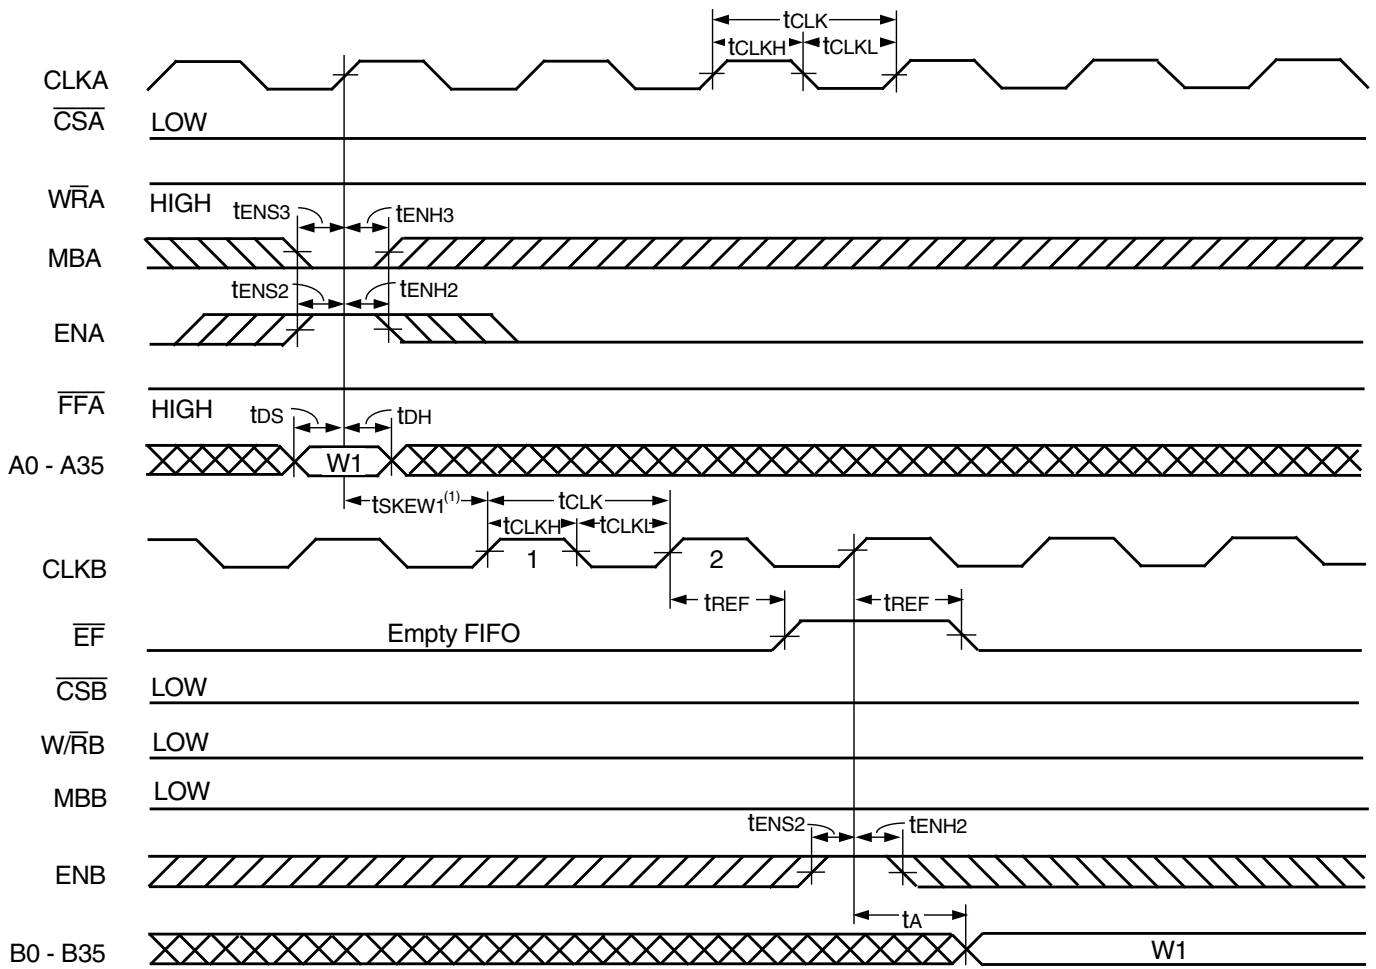 tCLK
tCLKH tCLKL
CLKA
CSA LOW
WRA HIGH
tENS3 tENH3
MBA
tENS2 tENH2
ENA
FFA HIGH
tDS tDH
A0 - A35 W1
tSKEW1(1) tCLK
tCLKH tCLKL
CLKB 1 2
tREF tREF
EF Empty FIFO
CSB LOW
W/RB LOW
MBB LOW
tENS2 tENH2
ENB
tA
B0 - B35 W1